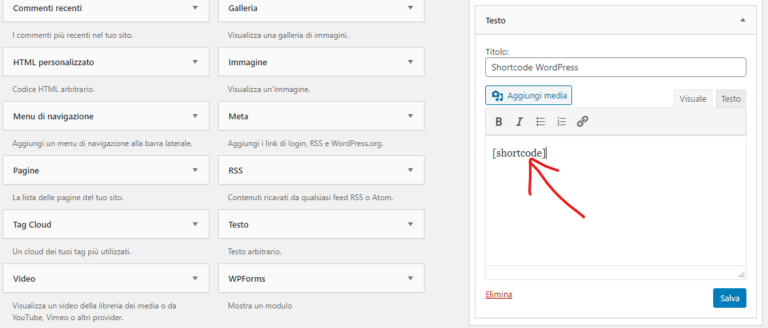 Commenti recenti
I commenti più recenti nel tuo sito.
Galleria
Visualizza una galleria di immagini.
HTML personalizzato
Codice HTML arbitrario.
Immagine
Visualizza un'immagine.
Menu di navigazione
Aggiungi un menu di navigazione alla barra laterale.
Meta
Aggiungi i link di login, RSS e WordPress.org.
Pagine
La lista delle pagine del tuo sito.
RSS
Contenuti ricavati da qualsiasi feed RSS o Atom.
Tag Cloud
Un cloud dei tuoi tag più utilizzati.
Testo
Testo arbitrario.
Video
Visualizza un video della libreria dei media o da
YouTube, Vimeo o altri provider.
WPForms
Mostra un modulo
Testo
Titolo:
Shortcode WordPress
Aggiungi media
Visuale Testo
B I
[shortcode]
Elimina
Salva